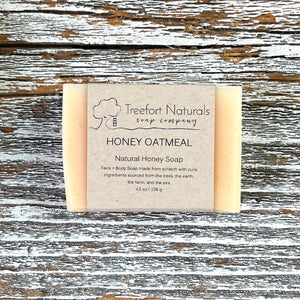 Treefort Naturals
soap company
HONEY OATMEAL
Natural Honey Soap
Face + Body Soap made from scratch with pure
ingredients sourced from the trees, the earth,
the farm, and the sea.
4.5 oz / 128 g